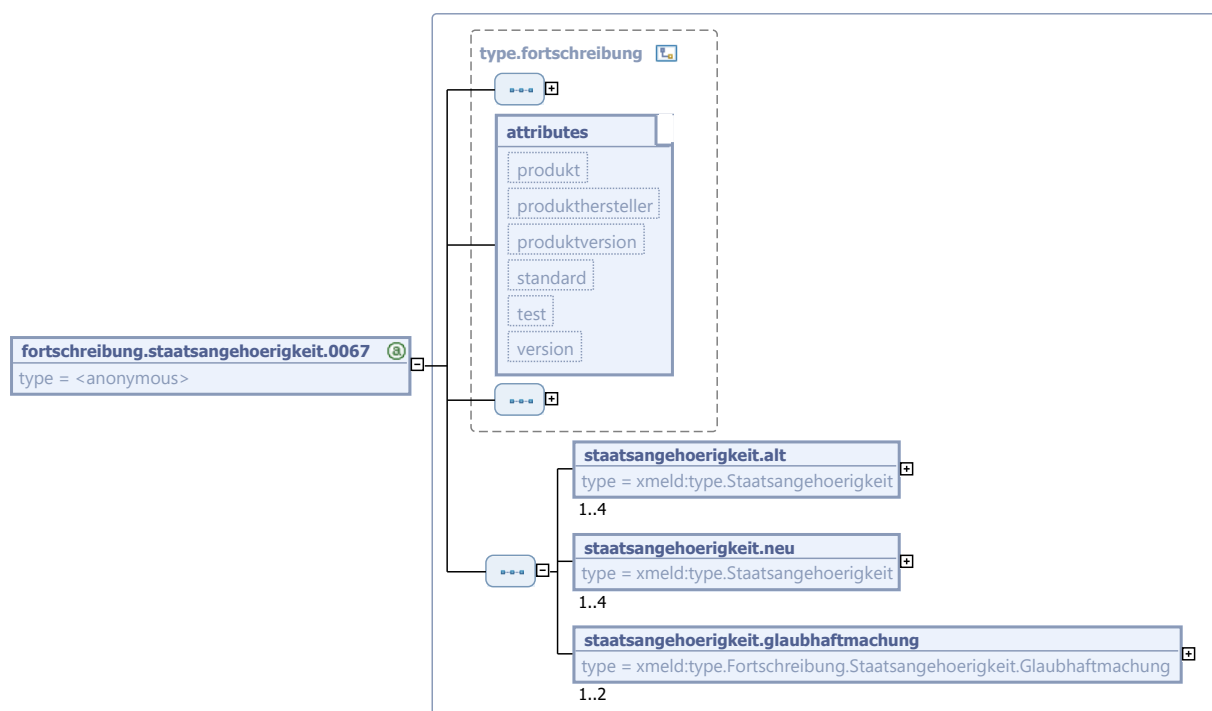 type.fortschreibung
attributes
produkt
produkthersteller
produktversion
standard
test
version
fortschreibung.staatsangehoerigkeit.0067 a
type = <anonymous>
staatsangehoerigkeit.alt
type = xmeld:type.Staatsangehoerigkeit
1..4
staatsangehoerigkeit.neu
type = xmeld:type.Staatsangehoerigkeit
1..4
staatsangehoerigkeit.glaubhaftmachung
type = xmeld:type.Fortschreibung.Staatsangehoerigkeit.Glaubhaftmachung
1..2